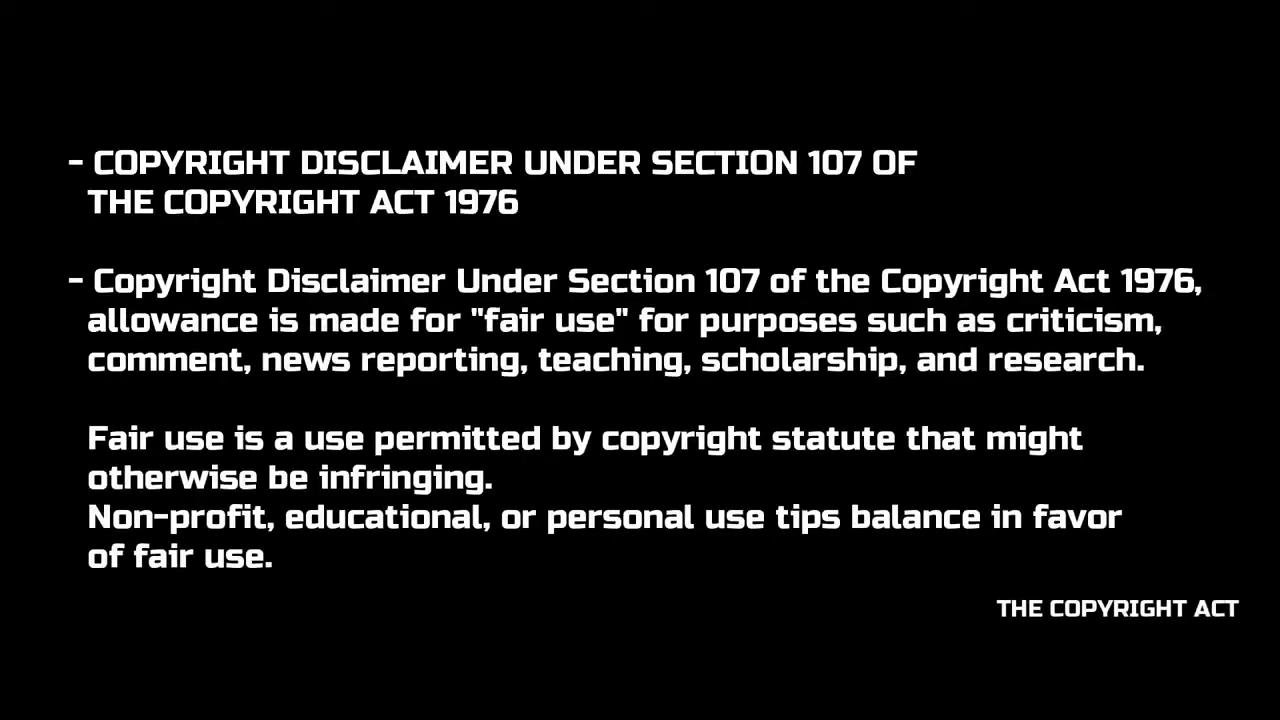 - COPYRIGHT DISCLAIMER UNDER SECTION 107 OF
THE COPYRIGHT ACT 1976
- Copyright Disclaimer Under Section 107 of the Copyright Act 1976,
allowance is made for "fair use" for purposes such as criticism,
comment, news reporting, teaching, scholarship, and research.
Fair use is a use permitted by copyright statute that might
otherwise be infringing.
Non-profit, educational, or personal use tips balance in favor
of fair use.
THE COPYRIGHT ACT